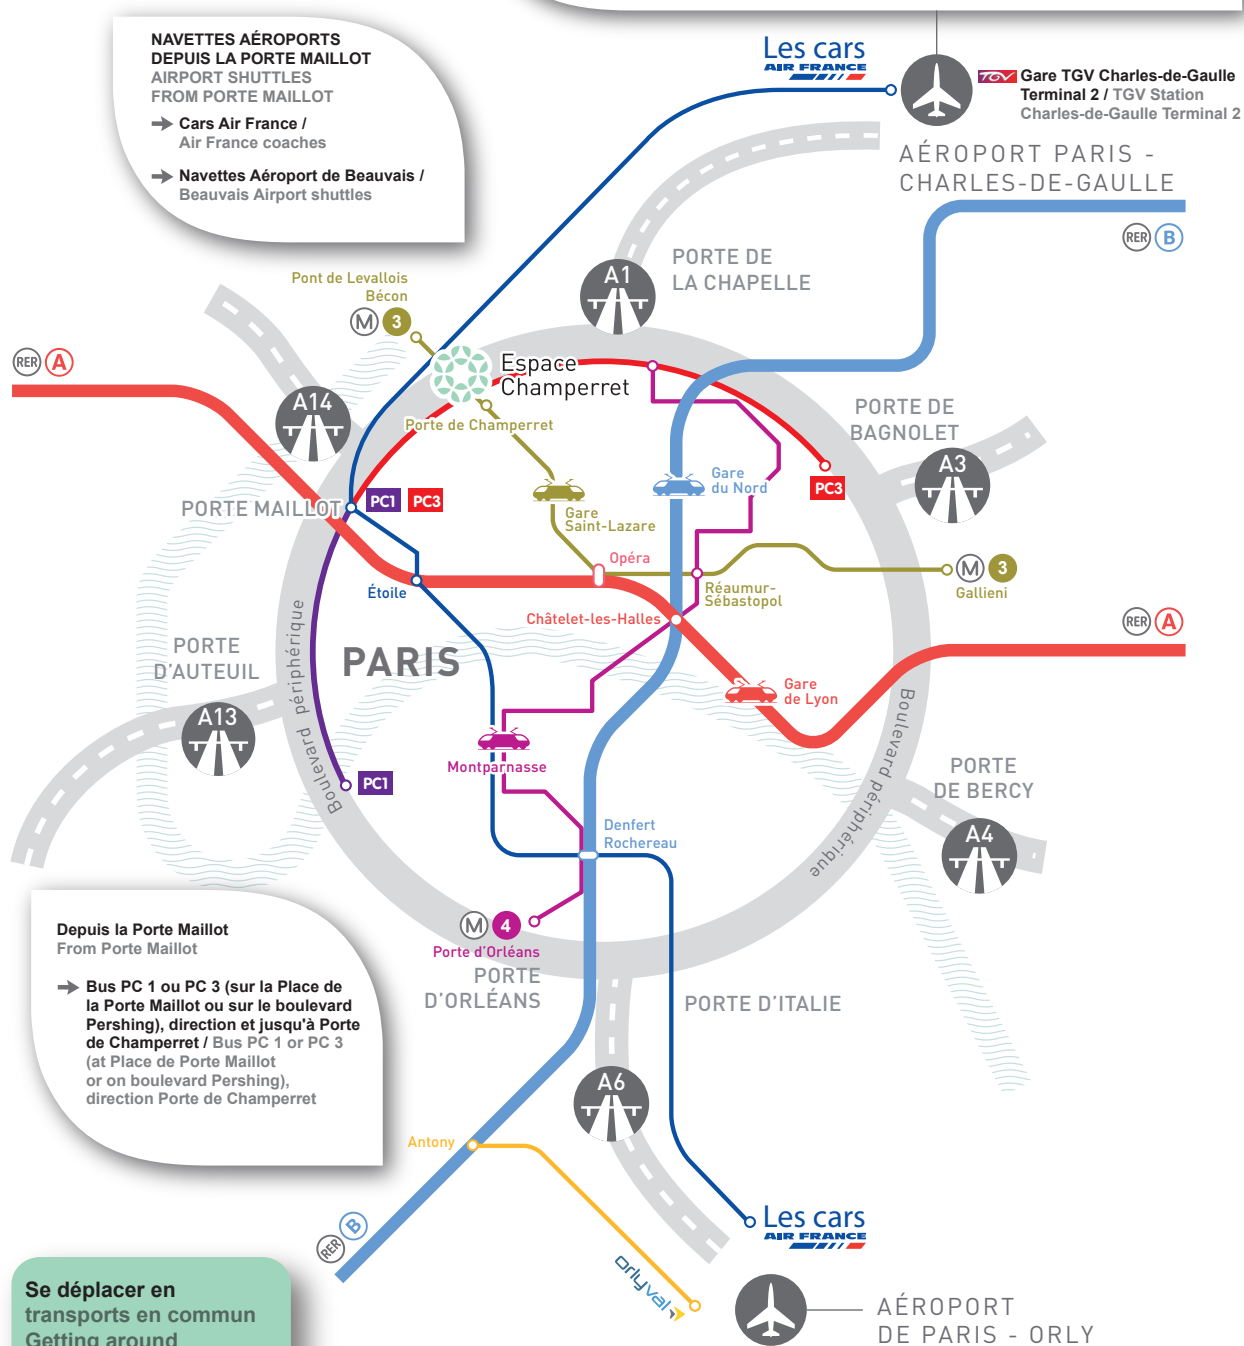 NAVETTES AÉROPORTS
DEPUIS LA PORTE MAILLOT
AIRPORT SHUTTLES
FROM PORTE MAILLOT
Cars Air France /
Air France coaches
Navettes Aéroport de Beauvais /
Beauvais Airport shuttles
Les cars
AIR FRANCE
TGV Gare TGV Charles-de-Gaulle
Terminal 2 / TGV Station
Charles-de-Gaulle Terminal 2
AÉROPORT PARIS -
CHARLES-DE-GAULLE
RER B
PORTE DE
LA CHAPELLE
A1
Pont de Levallois
Bécon
M 3
RER A
Espace
Champerret
A14
Porte de Champerret
PORTE DE
BAGNOLET
A3
Gare
du Nord
PC3
PORTE MAILLOT
PC1 PC3
Gare
Saint-Lazare
Opéra
Étoile
Réaumur-
Sébastopol
M 3
Gallieni
Châtelet-les-Halles
RER A
PORTE
D'AUTEUIL
Boulevard périphérique
PARIS
Gare
de Lyon
A13
Boulevard périphérique
Montparnasse
PC1
PORTE
DE BERCY
A4
Denfert
Rochereau
M 4
Porte d'Orléans
PORTE
D'ORLÉANS
PORTE D'ITALIE
Depuis la Porte Maillot
From Porte Maillot
Bus PC 1 ou PC 3 (sur la Place de
la Porte Maillot ou sur le boulevard
Pershing), direction et jusqu'à Porte
de Champerret / Bus PC 1 or PC 3
(at Place de Porte Maillot
or on boulevard Pershing),
direction Porte de Champerret
A6
Antony
RER B
Les cars
AIR FRANCE
orlyval
AÉROPORT
DE PARIS - ORLY
Se déplacer en
transports en commun
Getting around